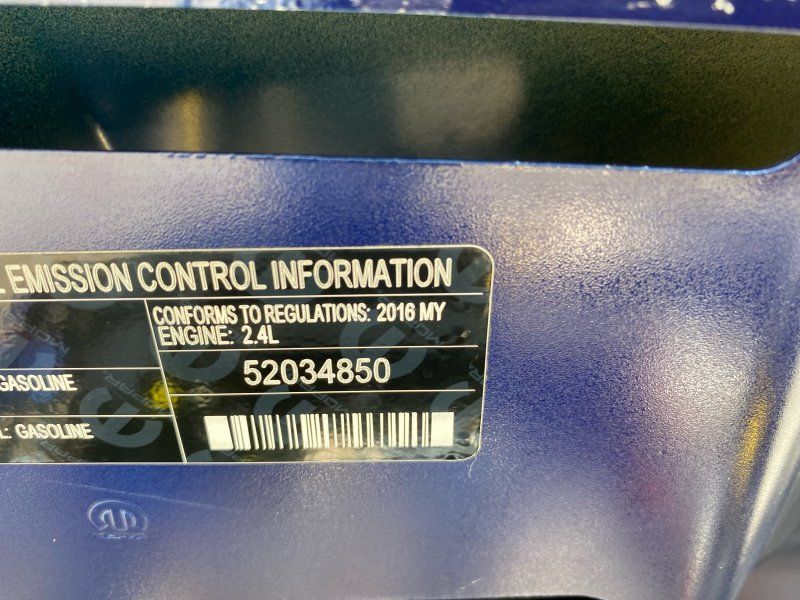 L EMISSION CONTROL INFORMATION
CONFORMS TO REGULATIONS: 2016 MY
ENGINE: 2.4L
GASOLINE
52034850
L: GASOLINE